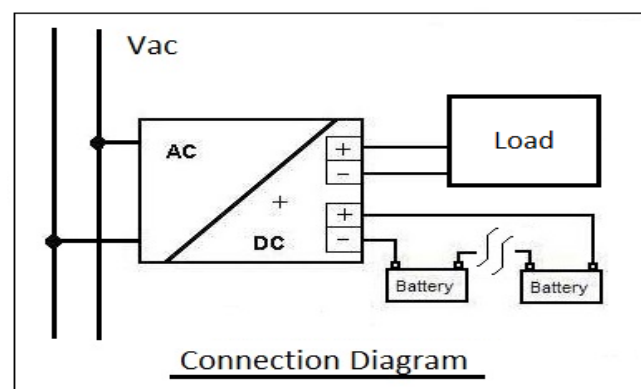 Vac
AC
+
Load
−
+
+
DC
−
Battery
Battery
Connection Diagram